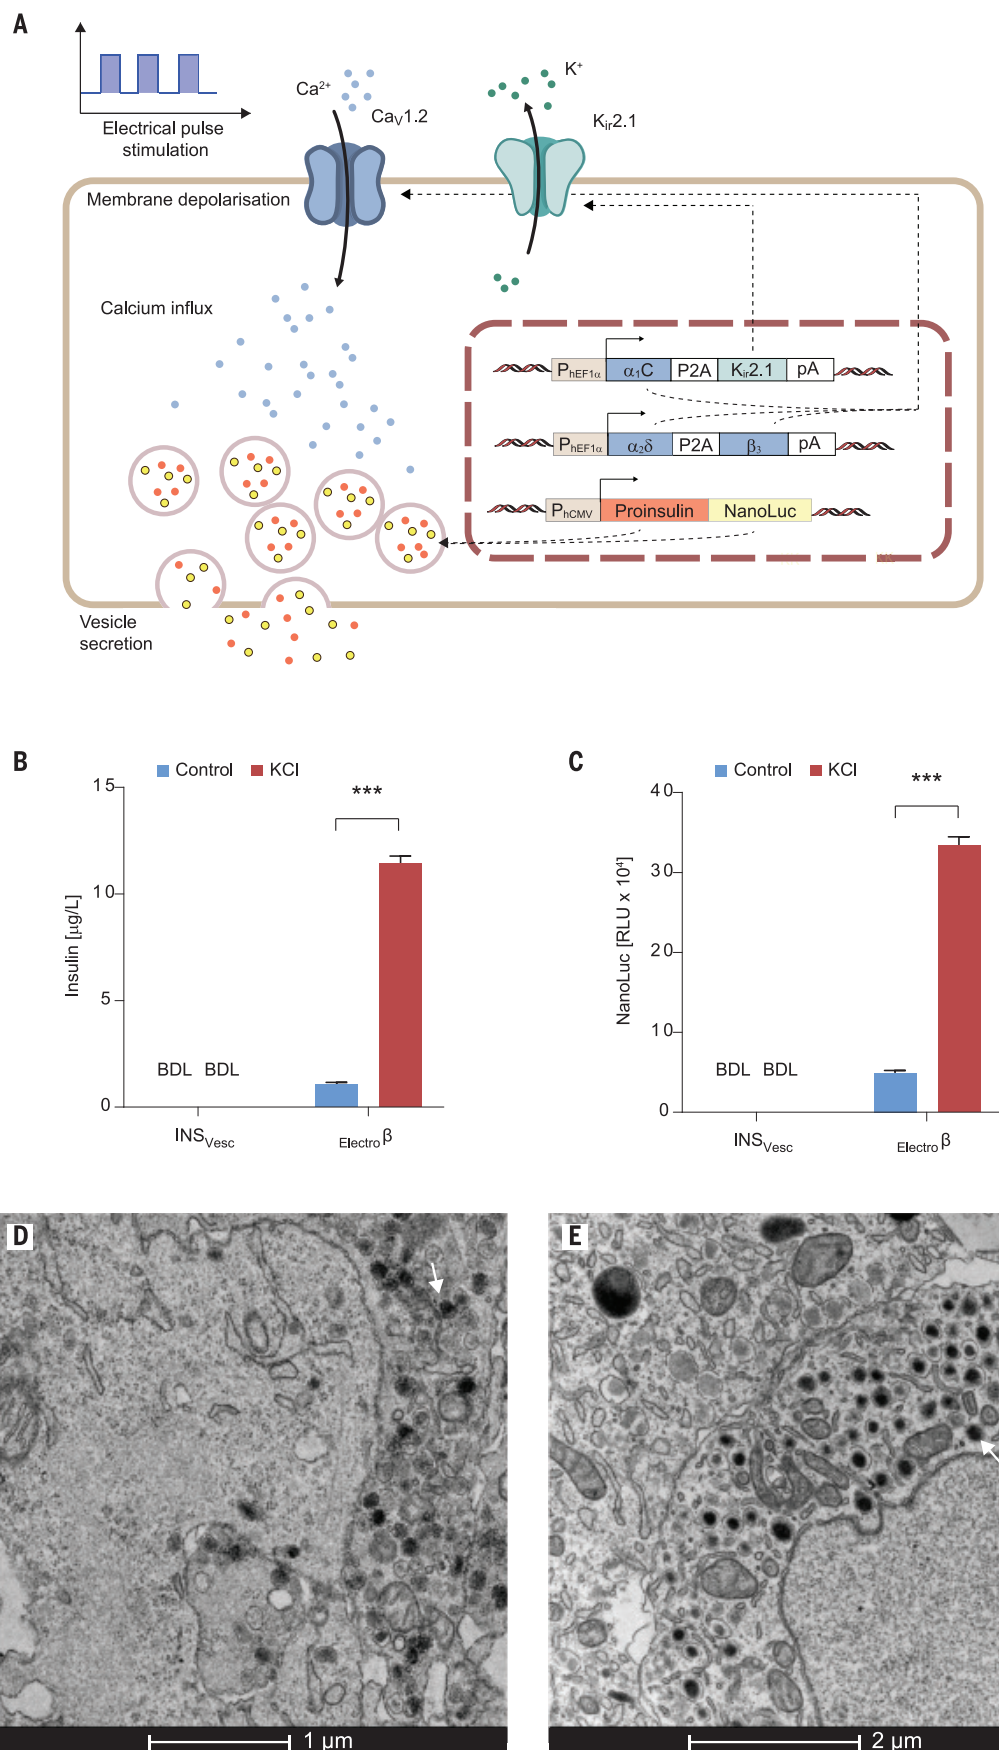 A
Electrical pulse
stimulation
Ca2+
CaV1.2
K+
Kir2.1
Membrane depolarisation
Calcium influx
PhEF1α α1C P2A Kir2.1 pA
PhEF1α α2δ P2A β3 pA
PhCMV Proinsulin NanoLuc
Vesicle
secretion
B
Control KCl
***
Insulin [µg/L]
15
10
5
0
BDL BDL
INSVesc
Electroβ
C
Control KCl
***
NanoLuc [RLU x 10⁴]
40
30
20
10
0
BDL BDL
INSVesc
Electroβ
D
1 µm
E
2 µm